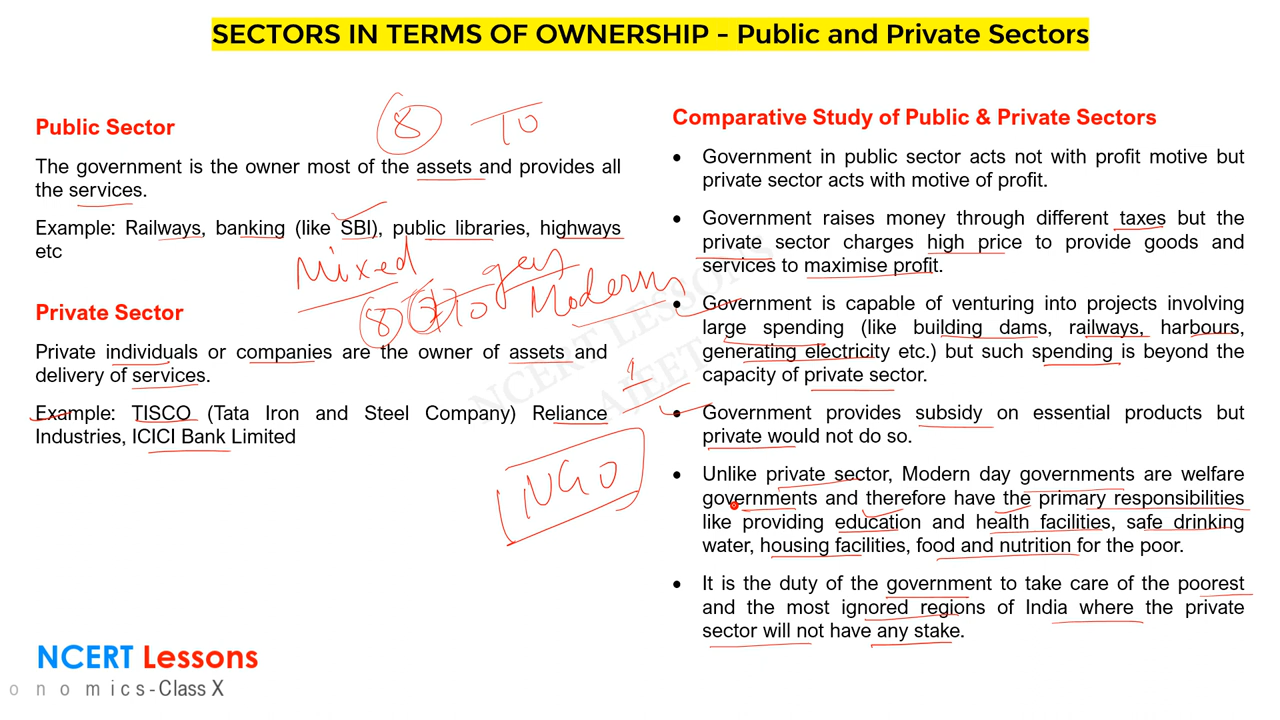 SECTORS IN TERMS OF OWNERSHIP - Public and Private Sectors
Public Sector
The government is the owner most of the assets and provides all
the services.
Example: Railways, banking (like SBI), public libraries, highways
etc
Private Sector
Private individuals or companies are the owner of assets and
delivery of services.
Example: TISCO (Tata Iron and Steel Company) Reliance
Industries, ICICI Bank Limited
8 TO
Mixed
8 7 TO
Modern
1
NGO
Comparative Study of Public & Private Sectors
• Government in public sector acts not with profit motive but
private sector acts with motive of profit.
• Government raises money through different taxes but the
private sector charges high price to provide goods and
services to maximise profit.
• Government is capable of venturing into projects involving
large spending (like building dams, railways, harbours,
generating electricity etc.) but such spending is beyond the
capacity of private sector.
• Government provides subsidy on essential products but
private would not do so.
• Unlike private sector, Modern day governments are welfare
governments and therefore have the primary responsibilities
like providing education and health facilities, safe drinking
water, housing facilities, food and nutrition for the poor.
• It is the duty of the government to take care of the poorest
and the most ignored regions of India where the private
sector will not have any stake.
NCERT LESSONS
AJEET
NCERT Lessons
onomics-Class X